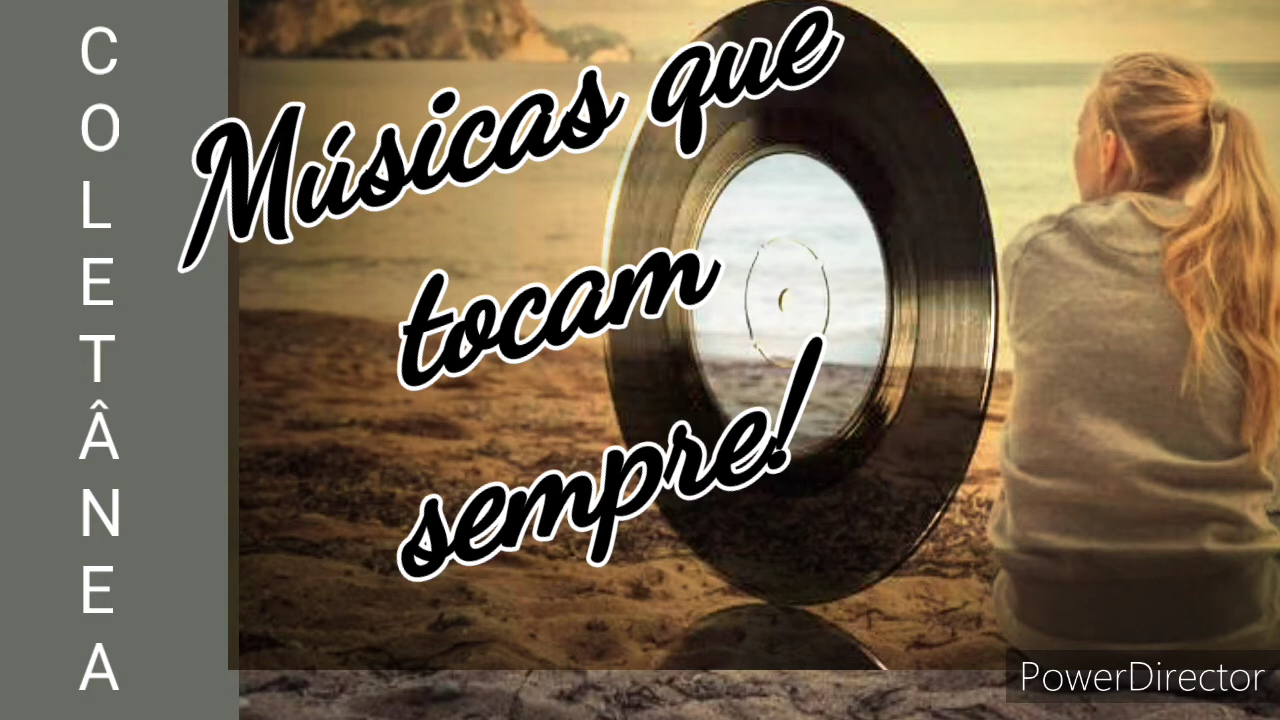 COLETÂNEA
Músicas que
tocam
sempre!
PowerDirector